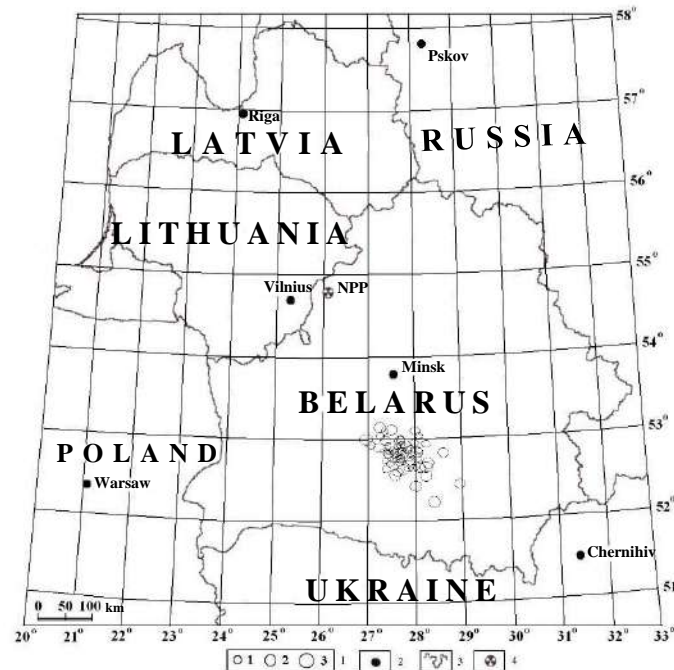 58°
Pskov
57°
Riga
LATVIA
RUSSIA
56°
LITHUANIA
55°
Vilnius
NPP
54°
Minsk
BELARUS
53°
POLAND
Warsaw
52°
Chernihiv
UKRAINE
51°
0 50 100 km
20° 21° 22° 23° 24° 25° 26° 27° 28° 29° 30° 31° 32° 33°
1 2 3 1 2 3 4